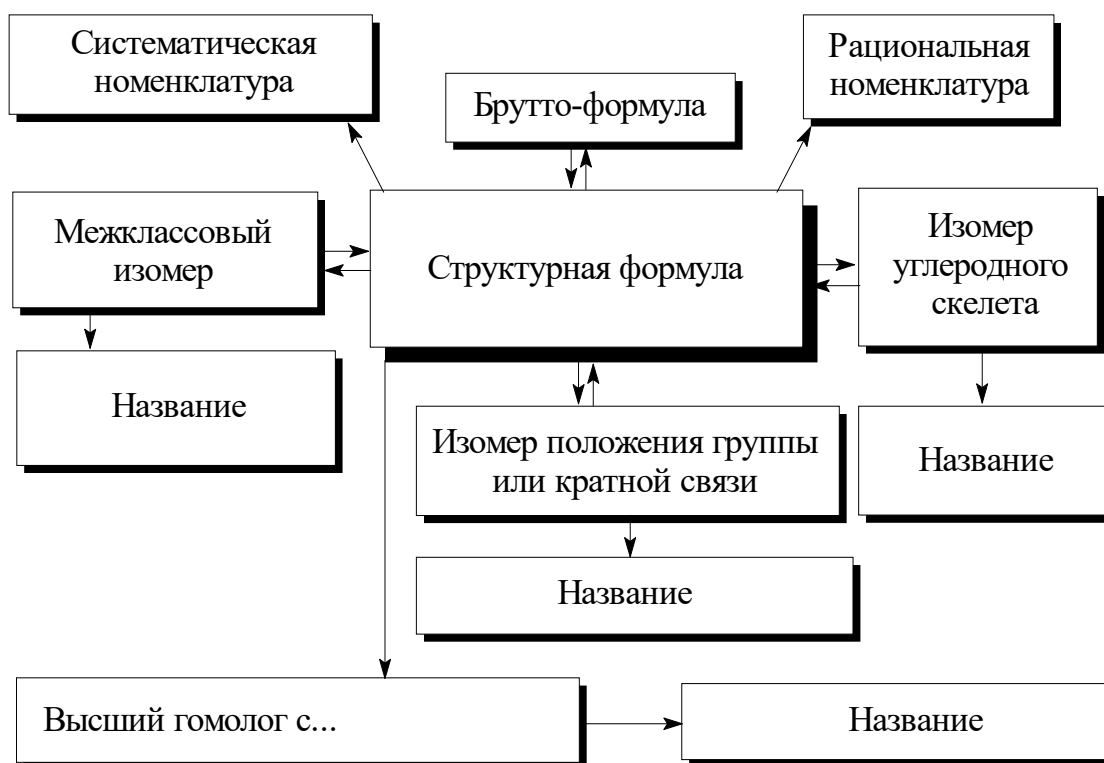 Систематическая
номенклатура
Брутто-формула
Рациональная
номенклатура
Межклассовый
изомер
Структурная формула
Изомер
углеродного
скелета
Название
Изомер положения группы
или кратной связи
Название
Название
Высший гомолог с...
Название